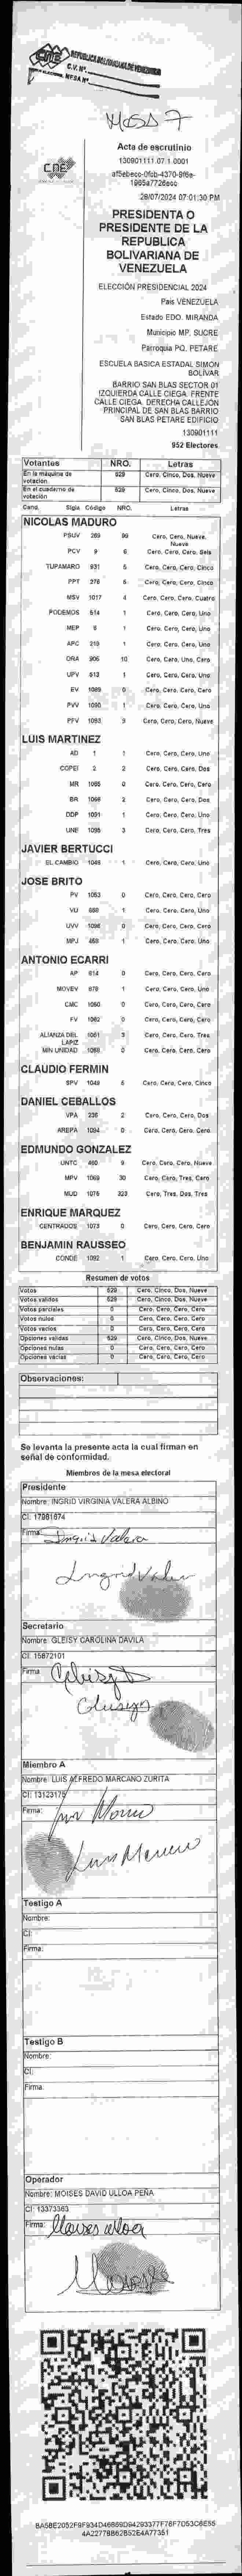 REPUBLICA BOLIVARIANA DE VENEZUELA
C.V. N°
MESA N°
Mesa 7
CNE
Acta de escrutinio
130901111.07.1.0001
28/07/2024 07:01:30 PM
PRESIDENTA O
PRESIDENTE DE LA
REPUBLICA
BOLIVARIANA DE
VENEZUELA
ELECCIÓN PRESIDENCIAL 2024
País VENEZUELA
Estado EDO. MIRANDA
Municipio MP. SUCRE
Parroquia PQ. PETARE
ESCUELA BASICA ESTADAL SIMON
BOLIVAR
BARRIO SAN BLAS SECTOR 01
IZQUIERDA CALLE CIEGA. FRENTE
CALLE CIEGA. DERECHA CALLEJON
PRINCIPAL DE SAN BLAS BARRIO
SAN BLAS PETARE EDIFICIO
130901111
952 Electores
Votantes NRO. Letras
En la máquina de votación. 529 Cero, Cinco, Dos, Nueve
En el cuaderno de votación 529 Cero, Cinco, Dos, Nueve
Cand. Sigla Código NRO. Letras
NICOLAS MADURO
PSUV 269 99 Cero, Cero, Nueve, Nueve
PCV 9 6 Cero, Cero, Cero, Seis
TUPAMARO 931 5 Cero, Cero, Cero, Cinco
PPT 276 5 Cero, Cero, Cero, Cinco
MSV 1017 4 Cero, Cero, Cero, Cuatro
PODEMOS 514 1 Cero, Cero, Cero, Uno
MEP 5 1 Cero, Cero, Cero, Uno
APC 215 1 Cero, Cero, Cero, Uno
ORA 905 10 Cero, Cero, Uno, Cero
UPV 513 1 Cero, Cero, Cero, Uno
EV 1089 0 Cero, Cero, Cero, Cero
PVV 1090 1 Cero, Cero, Cero, Uno
PFV 1093 9 Cero, Cero, Cero, Nueve
LUIS MARTINEZ
AD 1 1 Cero, Cero, Cero, Uno
COPEI 2 2 Cero, Cero, Cero, Dos
MR 1065 0 Cero, Cero, Cero, Cero
BR 1066 2 Cero, Cero, Cero, Dos
DDP 1091 1 Cero, Cero, Cero, Uno
UNE 1095 3 Cero, Cero, Cero, Tres
JAVIER BERTUCCI
EL CAMBIO 1048 1 Cero, Cero, Cero, Uno
JOSE BRITO
PV 1053 0 Cero, Cero, Cero, Cero
VU 688 1 Cero, Cero, Cero, Uno
UVV 1096 0 Cero, Cero, Cero, Cero
MPJ 458 1 Cero, Cero, Cero, Uno
ANTONIO ECARRI
AP 614 0 Cero, Cero, Cero, Cero
MOVEV 679 1 Cero, Cero, Cero, Uno
CMC 1060 0 Cero, Cero, Cero, Cero
FV 1062 0 Cero, Cero, Cero, Cero
ALIANZA DEL LAPIZ 1061 3 Cero, Cero, Cero, Tres
MIN UNIDAD 1068 0 Cero, Cero, Cero, Cero
CLAUDIO FERMIN
SPV 1049 5 Cero, Cero, Cero, Cinco
DANIEL CEBALLOS
VPA 236 2 Cero, Cero, Cero, Dos
AREPA 1094 0 Cero, Cero, Cero, Cero
EDMUNDO GONZALEZ
UNTC 460 9 Cero, Cero, Cero, Nueve
MPV 1069 30 Cero, Cero, Tres, Cero
MUD 1076 323 Cero, Tres, Dos, Tres
ENRIQUE MARQUEZ
CENTRADOS 1073 0 Cero, Cero, Cero, Cero
BENJAMIN RAUSSEO
CONDE 1092 1 Cero, Cero, Cero, Uno
Resumen de votos
Votos 529 Cero, Cinco, Dos, Nueve
Votos validos 529 Cero, Cinco, Dos, Nueve
Votos parciales 0 Cero, Cero, Cero, Cero
Votos nulos 0 Cero, Cero, Cero, Cero
Votos vacios 0 Cero, Cero, Cero, Cero
Opciones validas 529 Cero, Cinco, Dos, Nueve
Opciones nulas 0 Cero, Cero, Cero, Cero
Opciones vacias 0 Cero, Cero, Cero, Cero
Observaciones:
Se levanta la presente acta la cual firman en
señal de conformidad.
Miembros de la mesa electoral
Presidente
Nombre: INGRID VIRGINIA VALERA ALBINO
CI: 17981674
Firma: Ingrid Valera
Ingrid Valera
Secretario
Nombre: GLEISY CAROLINA DAVILA
CI: 15872101
Firma:
Miembro A
Nombre: LUIS ALFREDO MARCANO ZURITA
CI: 13123175
Firma:
Testigo A
Nombre:
CI:
Firma:
Testigo B
Nombre:
CI:
Firma:
Operador
Nombre: MOISES DAVID ULLOA PEÑA
CI: 13373363
Firma: Moises Ulloa